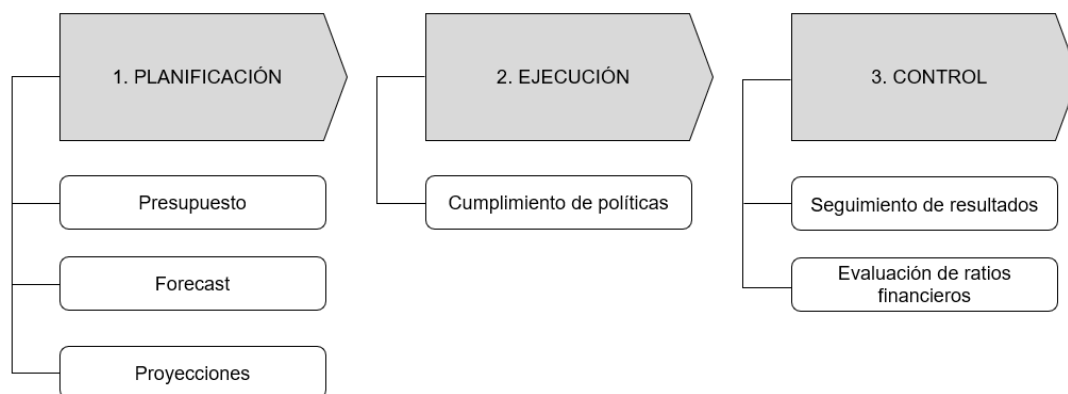 1. PLANIFICACIÓN
Presupuesto
Forecast
Proyecciones
2. EJECUCIÓN
Cumplimiento de políticas
3. CONTROL
Seguimiento de resultados
Evaluación de ratios
financieros